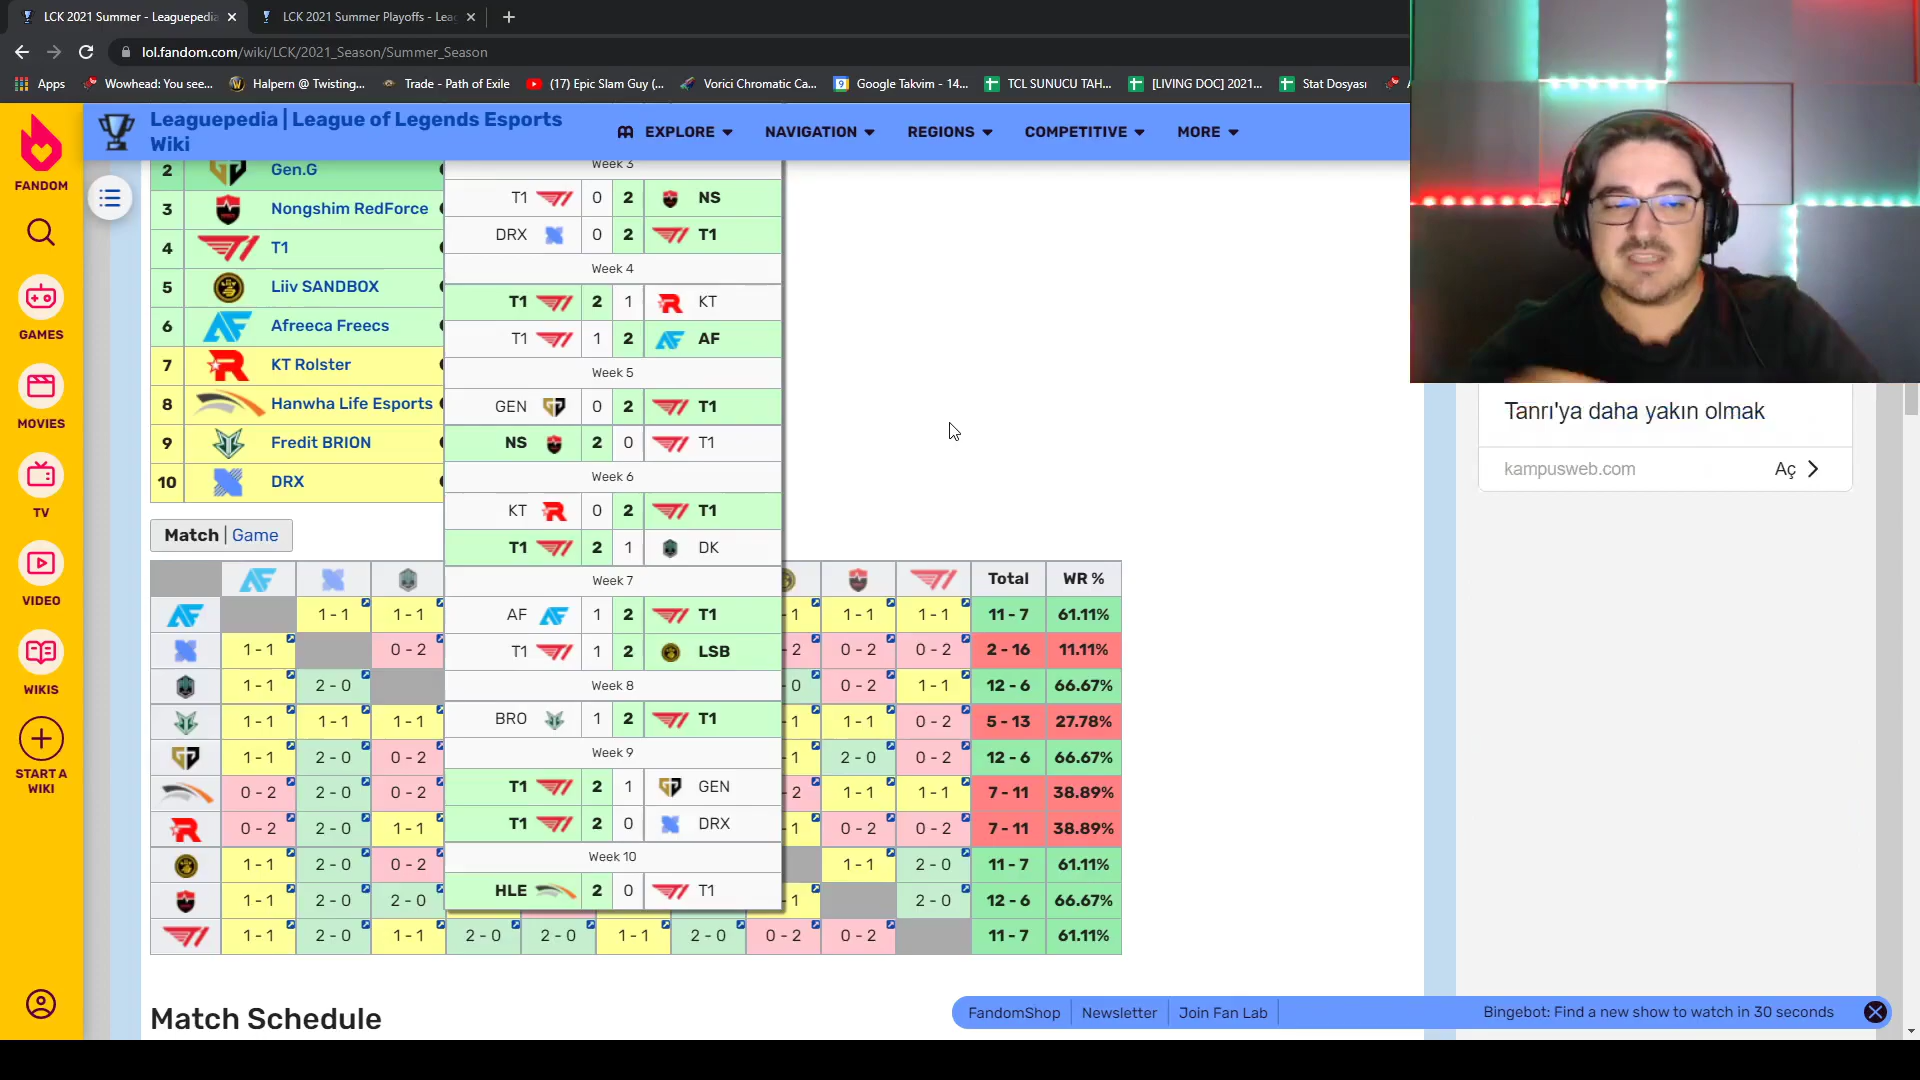 LCK 2021 Summer - Leaguepedia
LCK 2021 Summer Playoffs - Leag
lol.fandom.com/wiki/LCK/2021_Season/Summer_Season
Apps
Wowhead: You see...
Halpern @ Twisting...
Trade - Path of Exile
(17) Epic Slam Guy (...
Vorici Chromatic Ca...
Google Takvim - 14...
TCL SUNUCU TAH...
[LIVING DOC] 2021...
Stat Dosyası
Leaguepedia | League of Legends Esports
Wiki
EXPLORE
NAVIGATION
REGIONS
COMPETITIVE
MORE
FANDOM
GAMES
MOVIES
TV
VIDEO
WIKIS
START A
WIKI
2 Gen.G
3 Nongshim RedForce
4 T1
5 Liiv SANDBOX
6 Afreeca Freecs
7 KT Rolster
8 Hanwha Life Esports
9 Fredit BRION
10 DRX
Week 3
T1 0 2 NS
DRX 0 2 T1
Week 4
T1 2 1 KT
T1 1 2 AF
Week 5
GEN 0 2 T1
NS 2 0 T1
Week 6
KT 0 2 T1
T1 2 1 DK
Week 7
AF 1 2 T1
T1 1 2 LSB
Week 8
BRO 1 2 T1
Week 9
T1 2 1 GEN
T1 2 0 DRX
Week 10
HLE 2 0 T1
Match | Game
Total WR %
1 - 1 1 - 1 - 1 1 - 1 1 - 1 11 - 7 61.11%
1 - 1 0 - 2 - 2 0 - 2 0 - 2 2 - 16 11.11%
1 - 1 2 - 0 - 0 0 - 2 1 - 1 12 - 6 66.67%
1 - 1 1 - 1 1 - 1 - 1 1 - 1 0 - 2 5 - 13 27.78%
1 - 1 2 - 0 0 - 2 - 1 2 - 0 0 - 2 12 - 6 66.67%
0 - 2 2 - 0 0 - 2 - 2 1 - 1 1 - 1 7 - 11 38.89%
0 - 2 2 - 0 1 - 1 - 1 0 - 2 0 - 2 7 - 11 38.89%
1 - 1 2 - 0 0 - 2 1 - 1 2 - 0 11 - 7 61.11%
1 - 1 2 - 0 2 - 0 - 1 2 - 0 12 - 6 66.67%
1 - 1 2 - 0 1 - 1 2 - 0 2 - 0 1 - 1 2 - 0 0 - 2 0 - 2 11 - 7 61.11%
Match Schedule
Tanrı'ya daha yakın olmak
kampusweb.com
Aç
FandomShop
Newsletter
Join Fan Lab
Bingebot: Find a new show to watch in 30 seconds